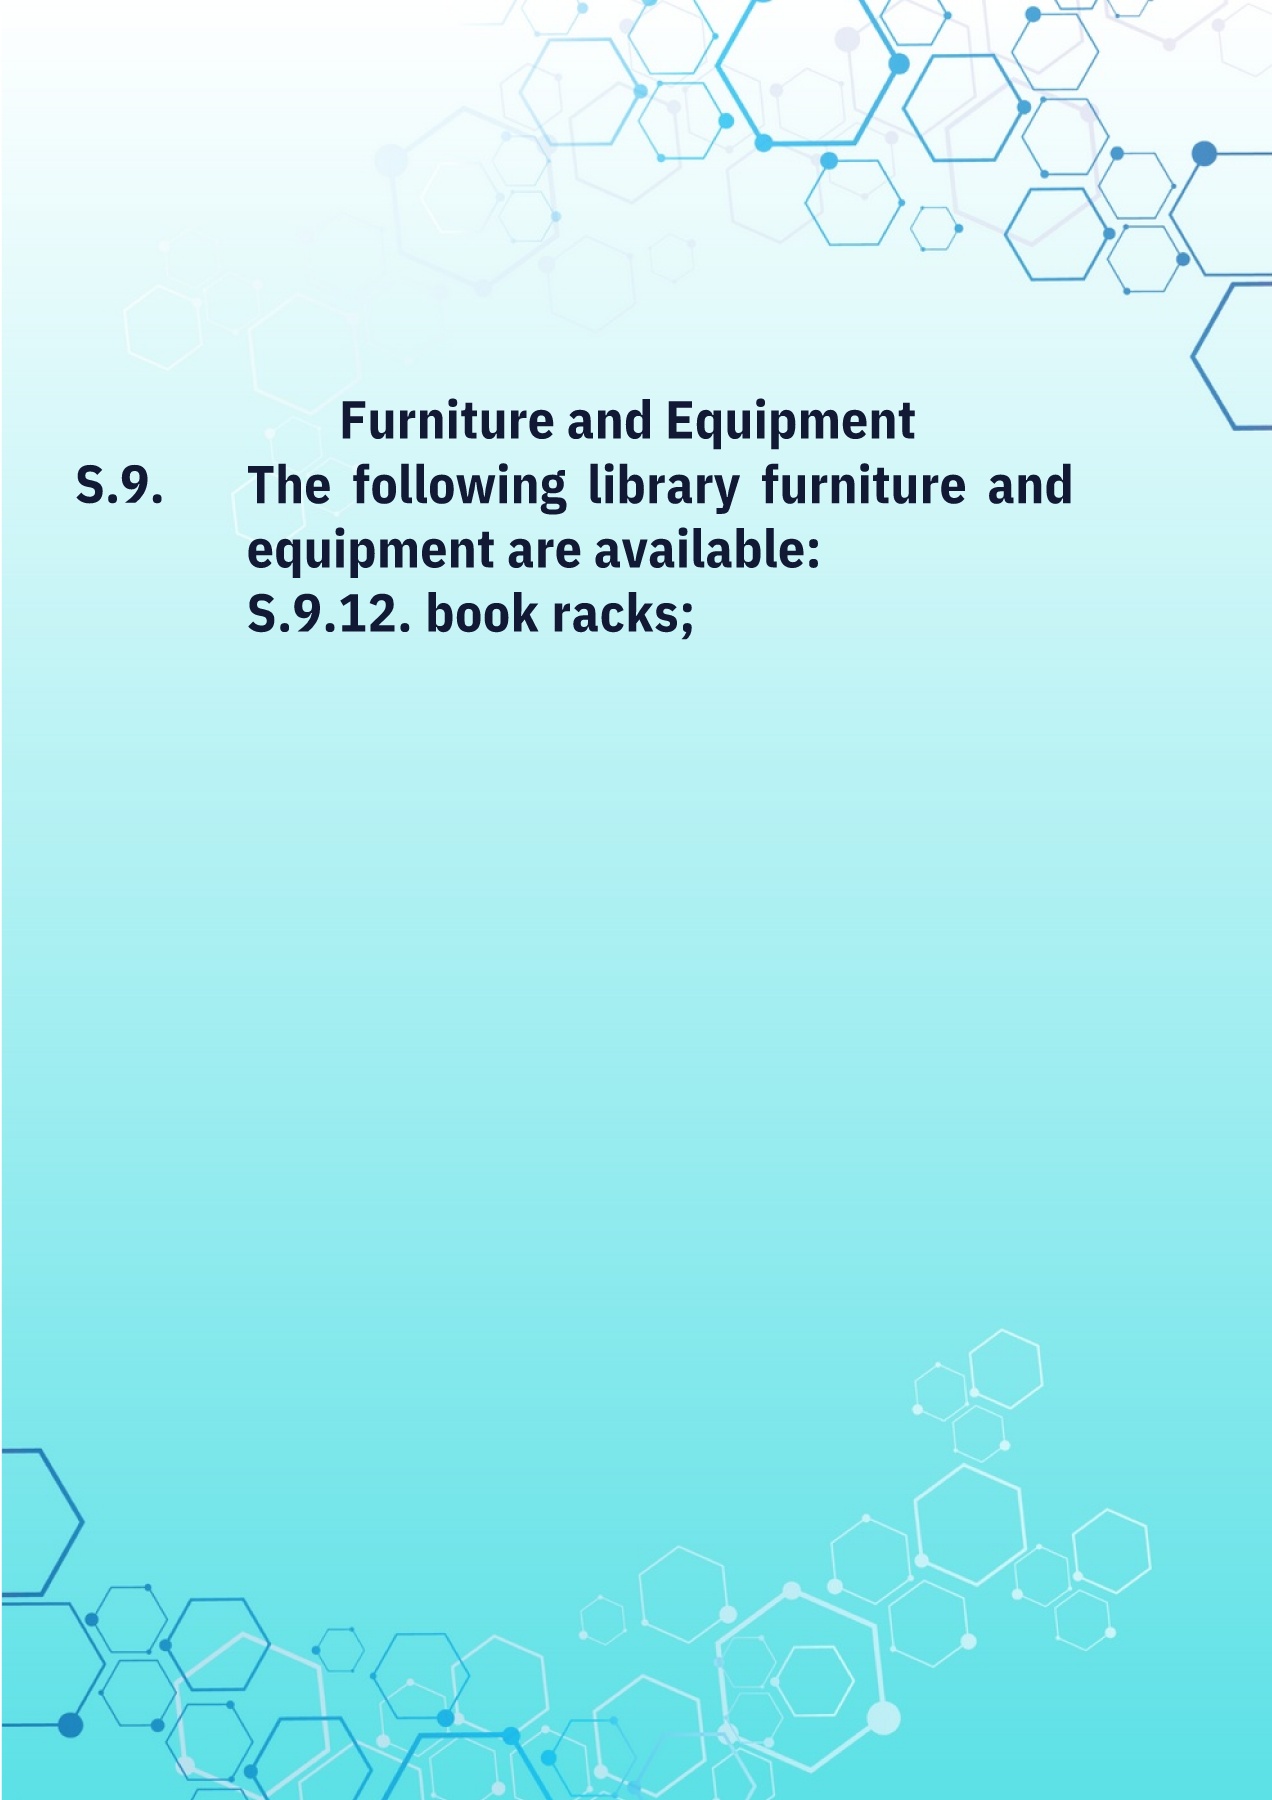 Furniture and Equipment
S.9. The following library furniture and
equipment are available:
S.9.12. book racks;